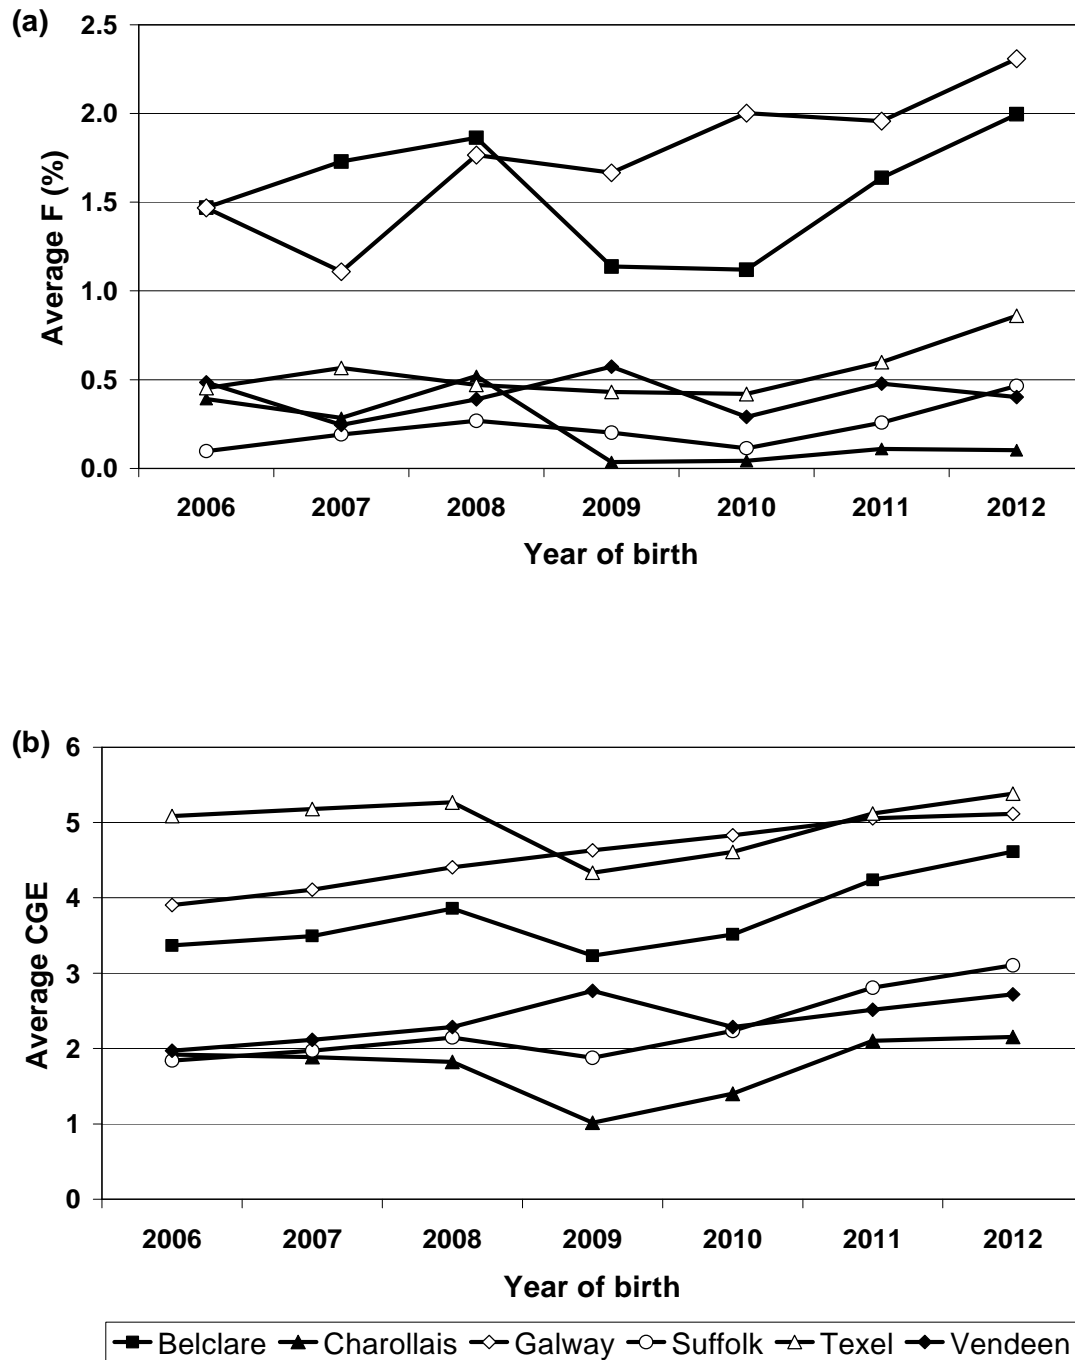 (a)
2.5
2.0
1.5
1.0
0.5
0.0
Average F (%)
2006 2007 2008 2009 2010 2011 2012
Year of birth
(b)
6
5
4
3
2
1
0
Average CGE
2006 2007 2008 2009 2010 2011 2012
Year of birth
Belclare Charollais Galway Suffolk Texel Vendeen